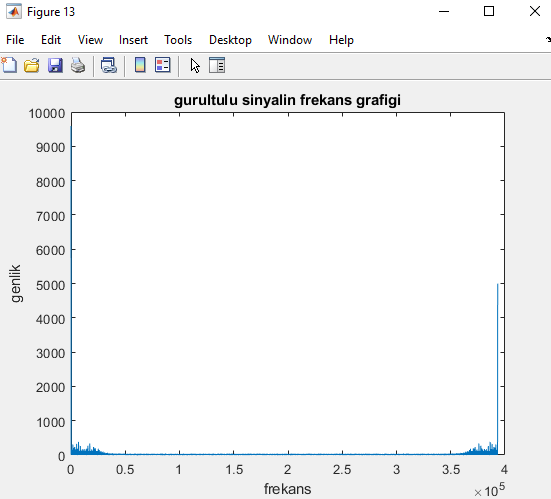 Figure 13
File Edit View Insert Tools Desktop Window Help
gurultulu sinyalin frekans grafigi
10000
9000
8000
7000
6000
5000
4000
3000
2000
1000
0
genlik
0 0.5 1 1.5 2 2.5 3 3.5 4
frekans
×10⁵